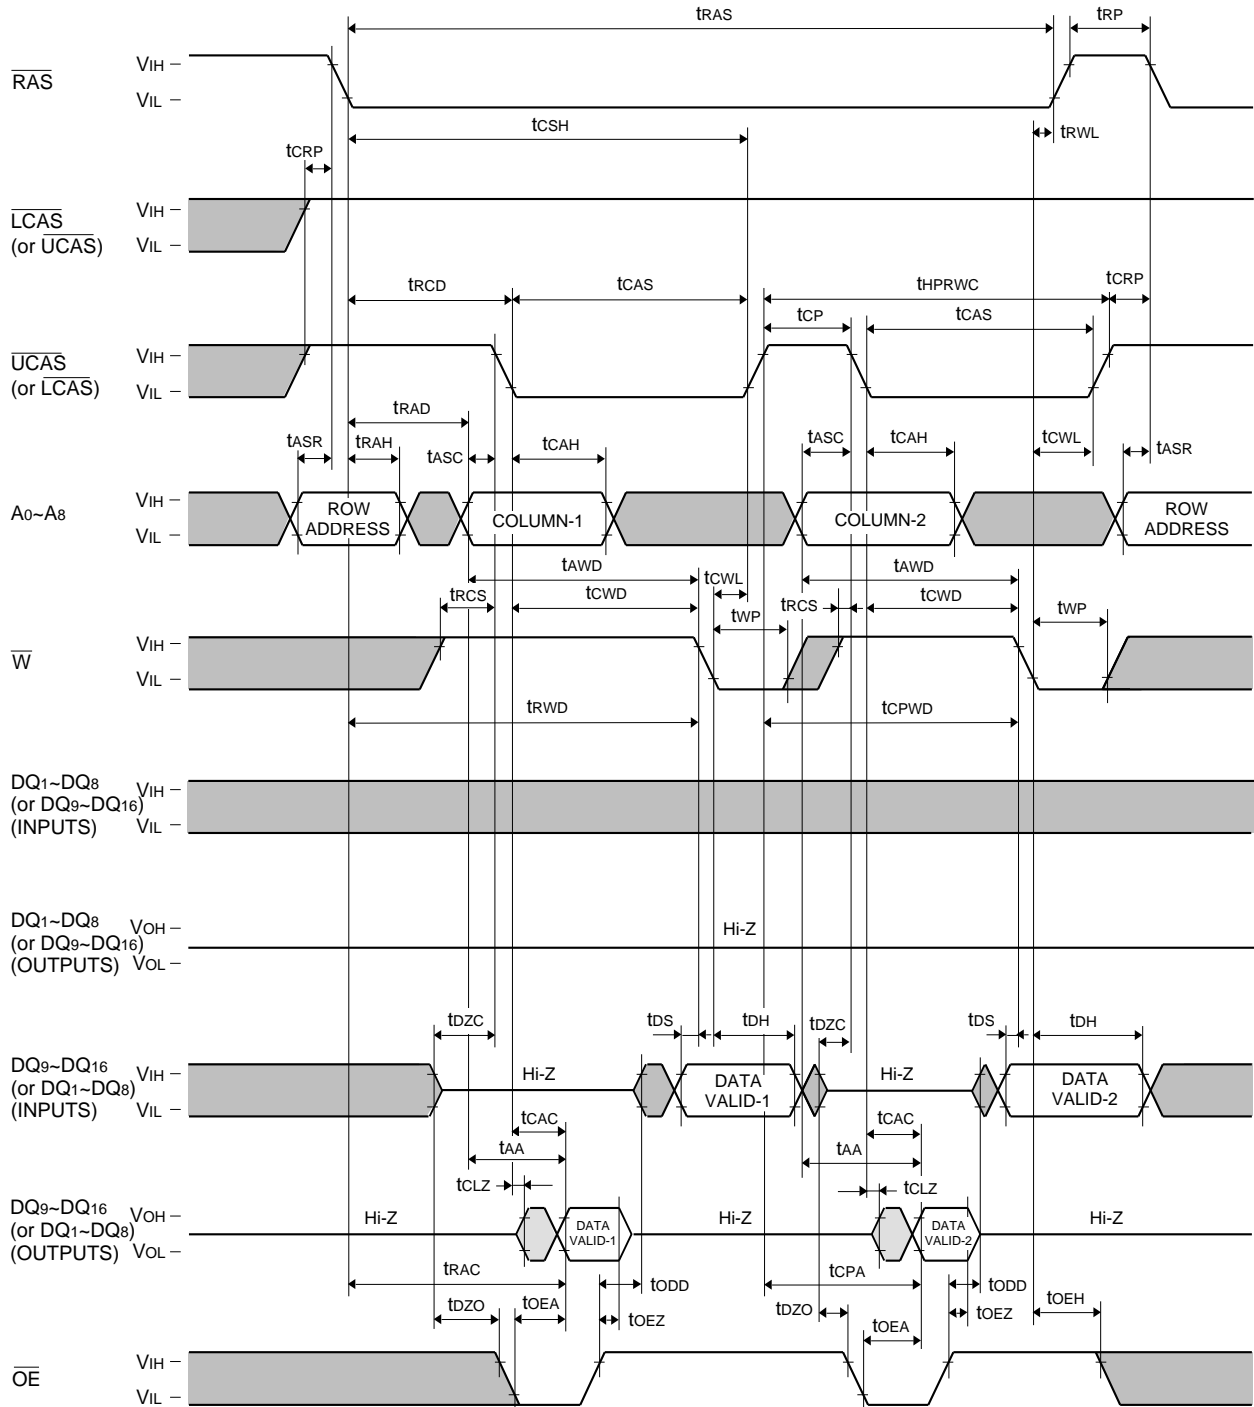 tRAS
tRP
RAS
VIH
VIL
tCSH
tRWL
tCRP
LCAS
(or UCAS)
VIH
VIL
tRCD
tCAS
tHPRWC
tCRP
tCP
tCAS
UCAS
(or LCAS)
VIH
VIL
tRAD
tASR
tRAH
tASC
tCAH
tASC
tCAH
tCWL
tASR
A0~A8
VIH
VIL
ROW
ADDRESS
COLUMN-1
COLUMN-2
ROW
ADDRESS
tAWD
tCWL
tAWD
tRCS
tCWD
tWP
tRCS
tCWD
tWP
W
VIH
VIL
tRWD
tCPWD
DQ1~DQ8
(or DQ9~DQ16)
(INPUTS)
VIH
VIL
DQ1~DQ8
(or DQ9~DQ16)
(OUTPUTS)
VOH
VOL
Hi-Z
tDZC
tDS
tDH
tDZC
tDS
tDH
DQ9~DQ16
(or DQ1~DQ8)
(INPUTS)
VIH
VIL
Hi-Z
DATA
VALID-1
Hi-Z
DATA
VALID-2
tCAC
tCAC
tAA
tAA
tCLZ
tCLZ
DQ9~DQ16
(or DQ1~DQ8)
(OUTPUTS)
VOH
VOL
Hi-Z
DATA
VALID-1
Hi-Z
DATA
VALID-2
Hi-Z
tRAC
tODD
tCPA
tODD
tDZO
tOEA
tOEZ
tDZO
tOEA
tOEZ
tOEH
OE
VIH
VIL